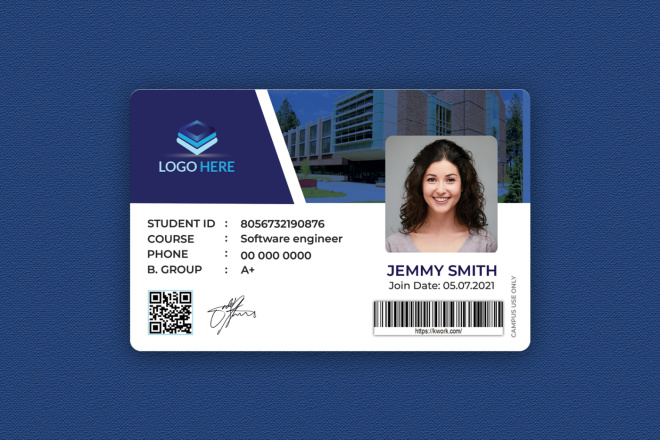 LOGO HERE
STUDENT ID : 8056732190876
COURSE : Software engineer
PHONE : 00 000 0000
B. GROUP : A+
JEMMY SMITH
Join Date: 05.07.2021
https://kwork.com/
CAMPUS USE ONLY